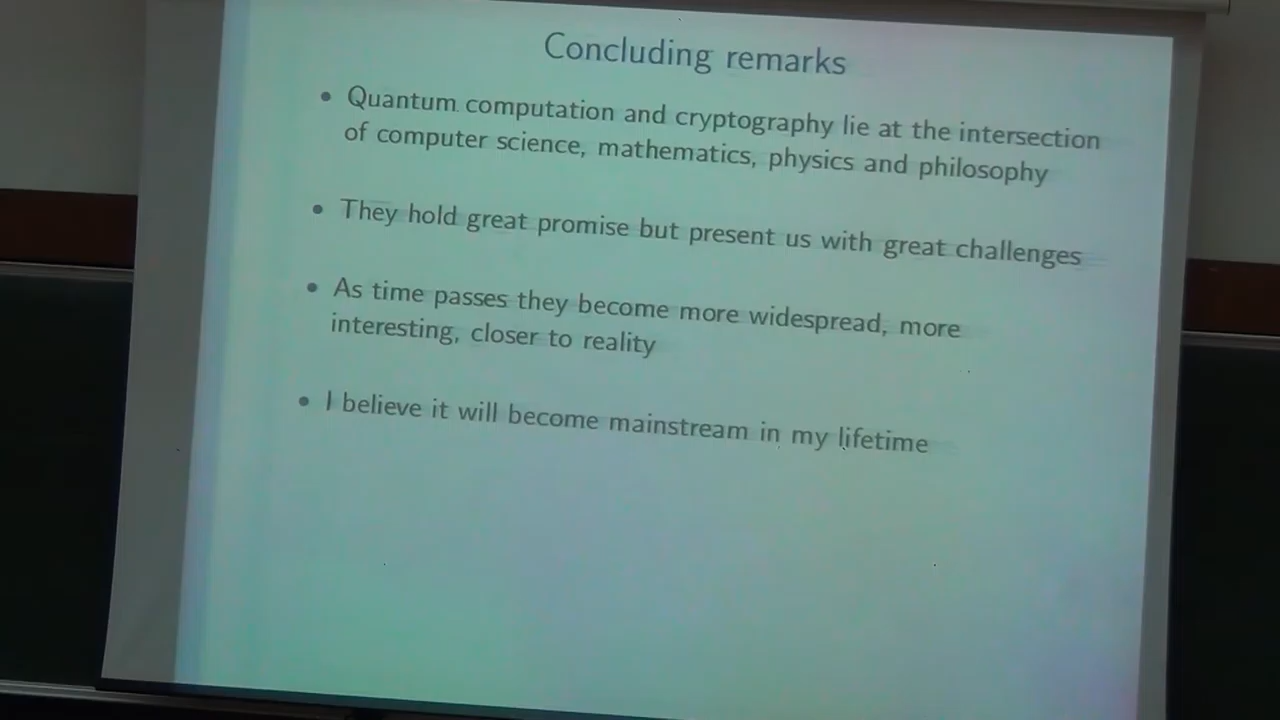 Concluding remarks
• Quantum computation and cryptography lie at the intersection
of computer science, mathematics, physics and philosophy
• They hold great promise but present us with great challenges
• As time passes they become more widespread, more
interesting, closer to reality
• I believe it will become mainstream in my lifetime